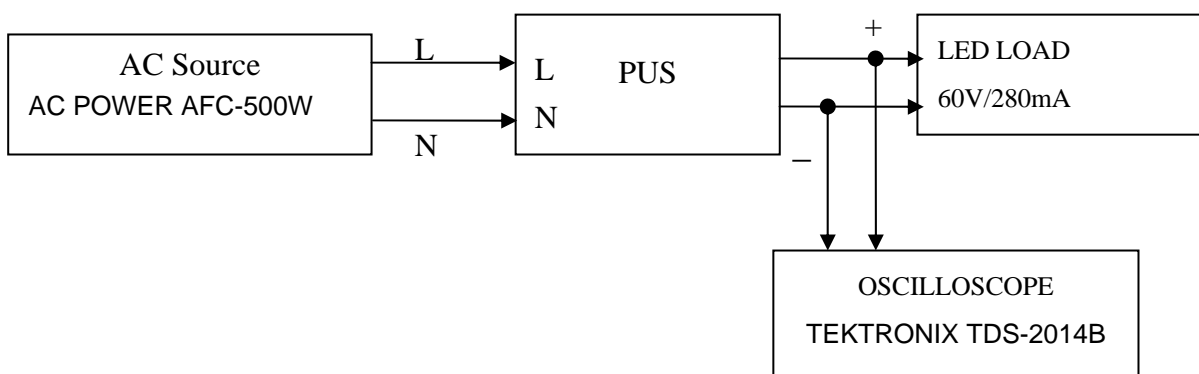 AC Source
AC POWER AFC-500W
L
N
L
N
PUS
+
–
LED LOAD
60V/280mA
OSCILLOSCOPE
TEKTRONIX TDS-2014B